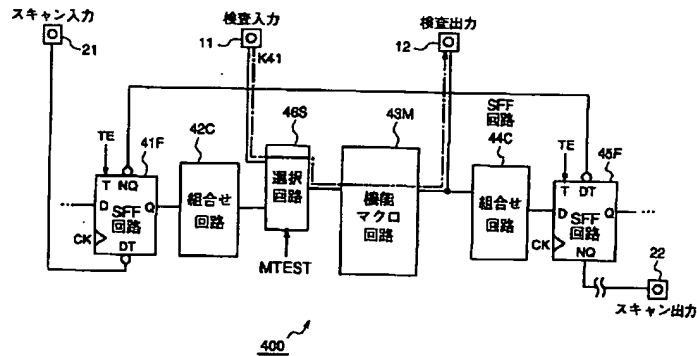 スキャン入力
21
検査入力
11
K41
検査出力
12
TE
41F
T NQ
D
SFF
回路
Q
CK
DT
42C
組合せ
回路
46S
選択
回路
MTEST
43M
機能
マクロ
回路
SFF
回路
44C
組合せ
回路
TE
45F
T DT
D
SFF
回路
Q
CK
NQ
...
...
22
スキャン出力
400